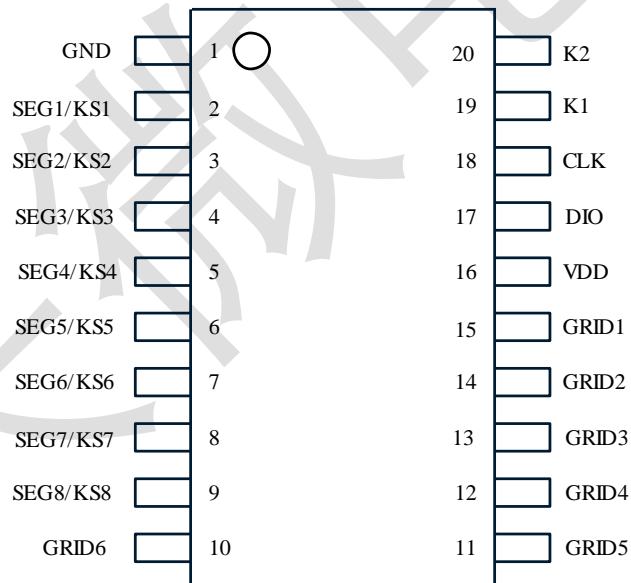 GND 1 20 K2
SEG1/KS1 2 19 K1
SEG2/KS2 3 18 CLK
SEG3/KS3 4 17 DIO
SEG4/KS4 5 16 VDD
SEG5/KS5 6 15 GRID1
SEG6/KS6 7 14 GRID2
SEG7/KS7 8 13 GRID3
SEG8/KS8 9 12 GRID4
GRID6 10 11 GRID5
微